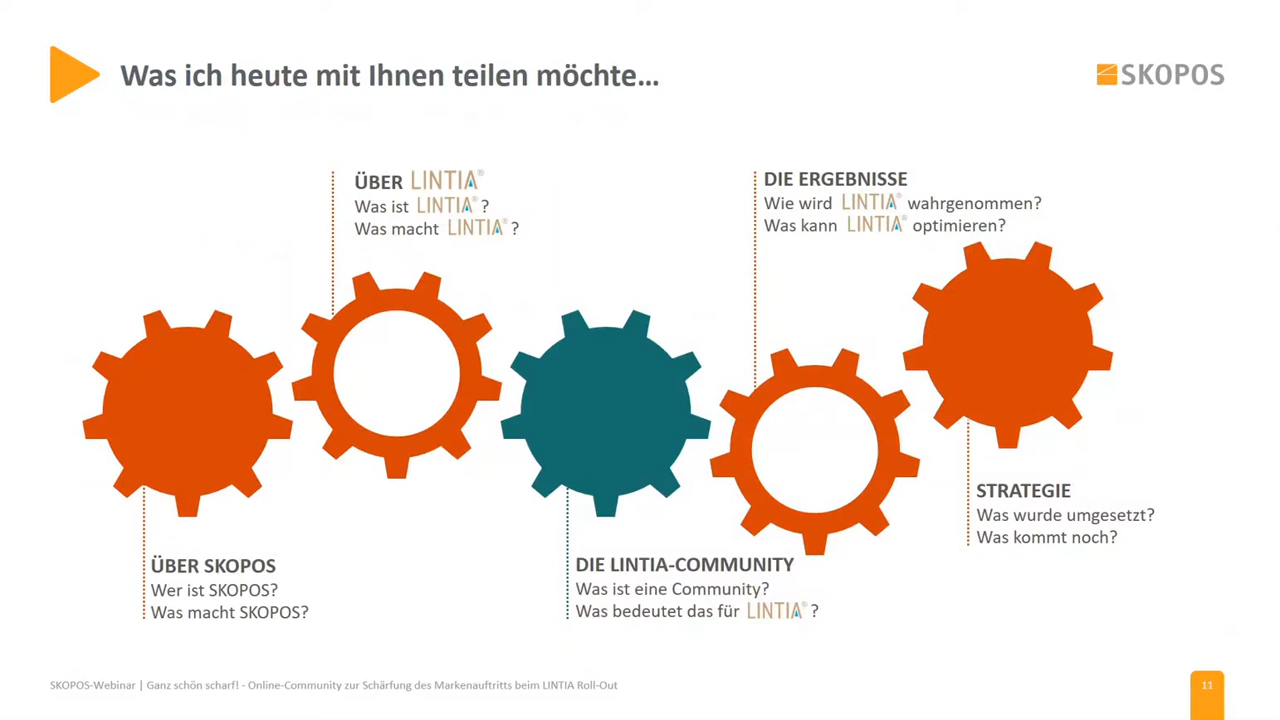 Was ich heute mit Ihnen teilen möchte...
SKOPOS
ÜBER LINTIA®
Was ist LINTIA®?
Was macht LINTIA®?
DIE ERGEBNISSE
Wie wird LINTIA® wahrgenommen?
Was kann LINTIA® optimieren?
ÜBER SKOPOS
Wer ist SKOPOS?
Was macht SKOPOS?
DIE LINTIA-COMMUNITY
Was ist eine Community?
Was bedeutet das für LINTIA®?
STRATEGIE
Was wurde umgesetzt?
Was kommt noch?
SKOPOS-Webinar | Ganz schön scharf! - Online-Community zur Schärfung des Markenauftritts beim LINTIA Roll-Out
11